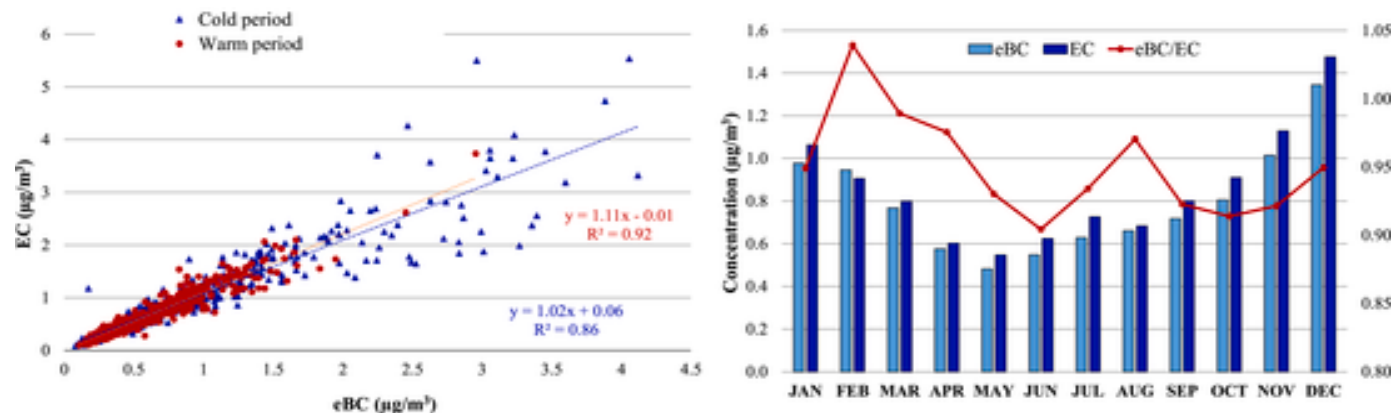 Cold period
Warm period
6
5
4
3
2
1
0
EC (µg/m³)
y = 1.11x - 0.01
R² = 0.92
y = 1.02x + 0.06
R² = 0.86
0 0.5 1 1.5 2 2.5 3 3.5 4 4.5
eBC (µg/m³)
eBC EC eBC/EC
1.6
1.4
1.2
1.0
0.8
0.6
0.4
0.2
0.0
Concentration (µg/m³)
1.05
1.00
0.95
0.90
0.85
0.80
JAN FEB MAR APR MAY JUN JUL AUG SEP OCT NOV DEC